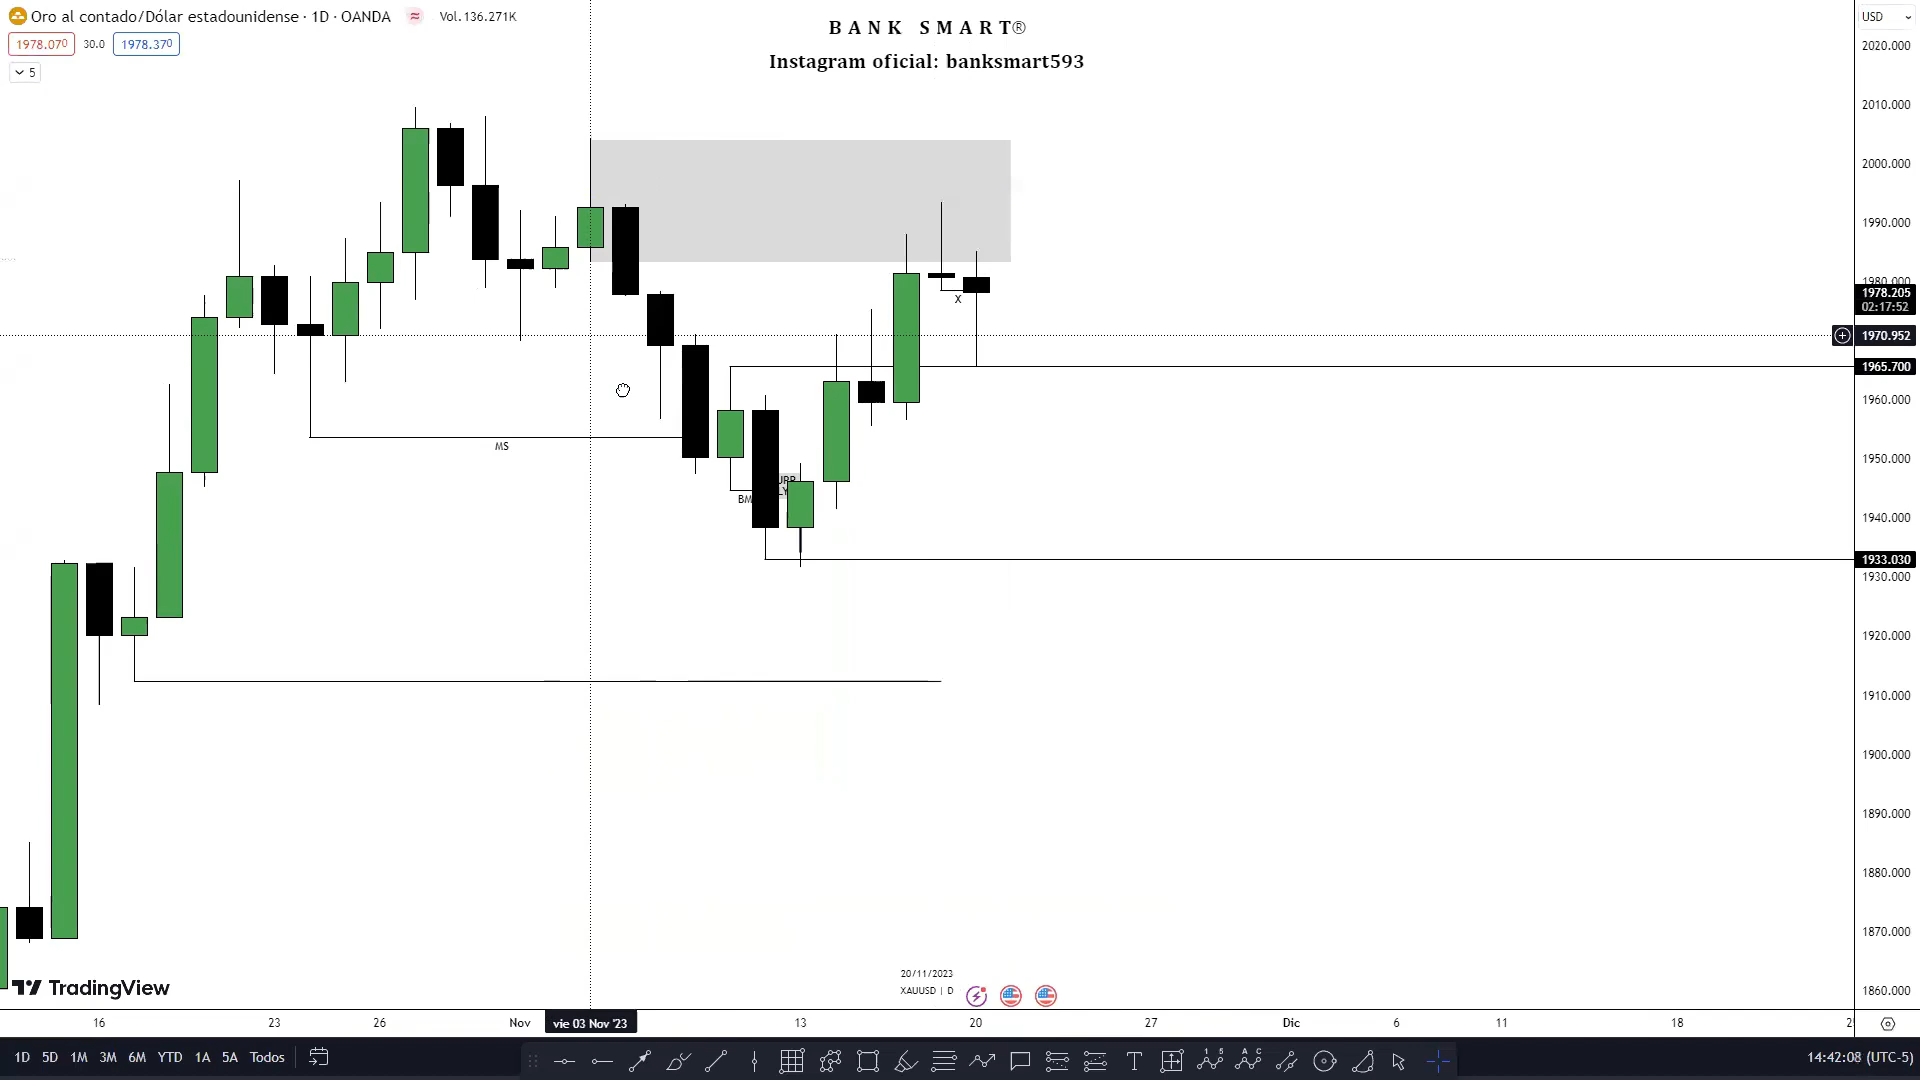 Oro al contado/Dólar estadounidense · 1D · OANDA
Vol. 136.271K
1978.070 30.0 1978.370
5
B A N K S M A R T®
Instagram oficial: banksmart593
USD
2020.000
2010.000
2000.000
1990.000
1980.000
1978.205
02:17:52
1970.952
1965.700
1960.000
1950.000
1940.000
1933.030
1930.000
1920.000
1910.000
1900.000
1890.000
1880.000
1870.000
1860.000
X
MS
BM
TradingView
20/11/2023
XAUUSD | D
16 23 26 Nov vie 03 Nov '23 13 20 27 Dic 6 11 18
1D 5D 1M 3M 6M YTD 1A 5A Todos
14:42:08 (UTC-5)